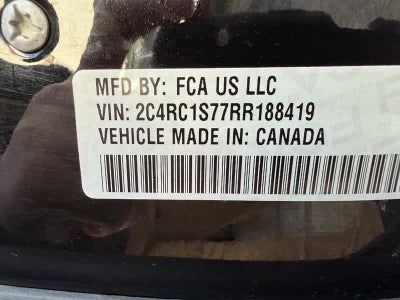 MFD BY: FCA US LLC
VIN: 2C4RC1S77RR188419
VEHICLE MADE IN: CANADA